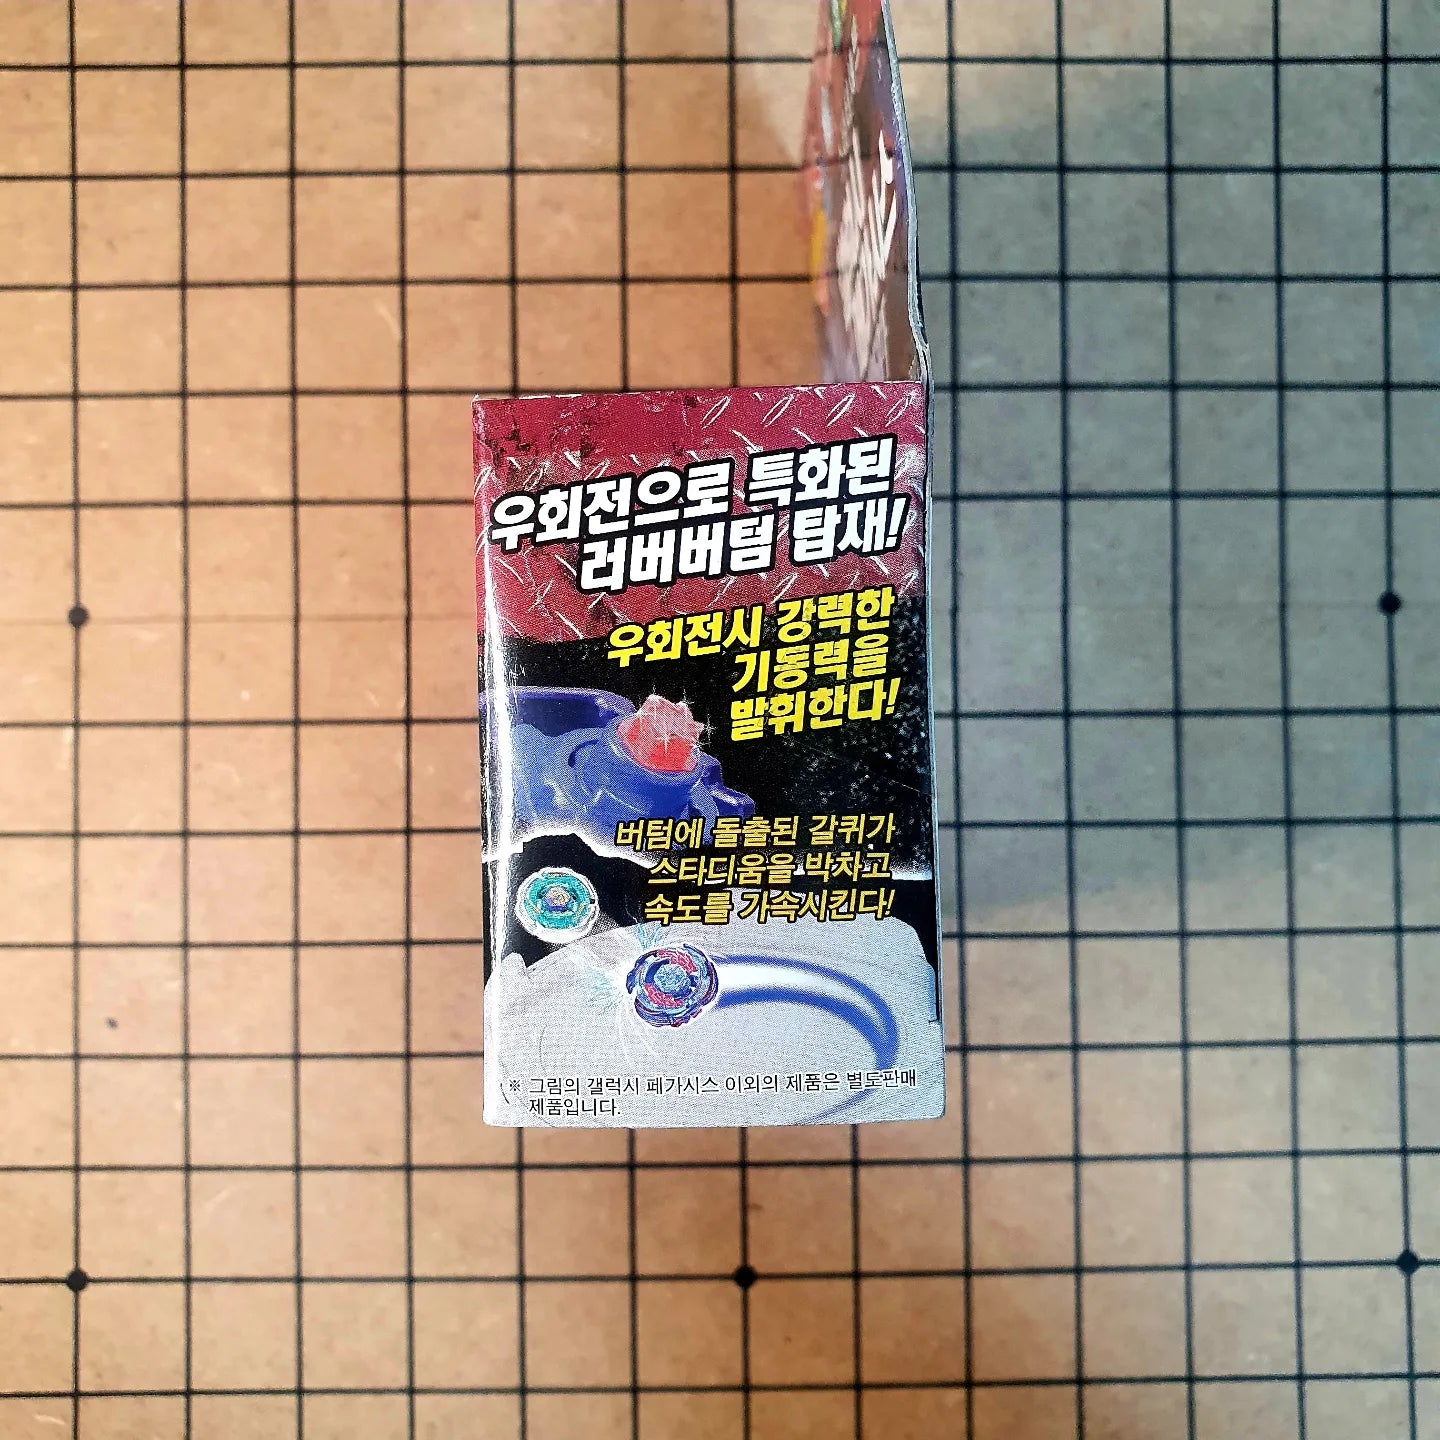 우회전으로 특화된
러버버텀 탑재!
우회전시 강력한
기동력을
발휘한다!
버텀에 돌출된 갈퀴가
스타디움을 박차고
속도를 가속시킨다!
※ 그림의 갤럭시 페가시스 이외의 제품은 별도판매
제품입니다.